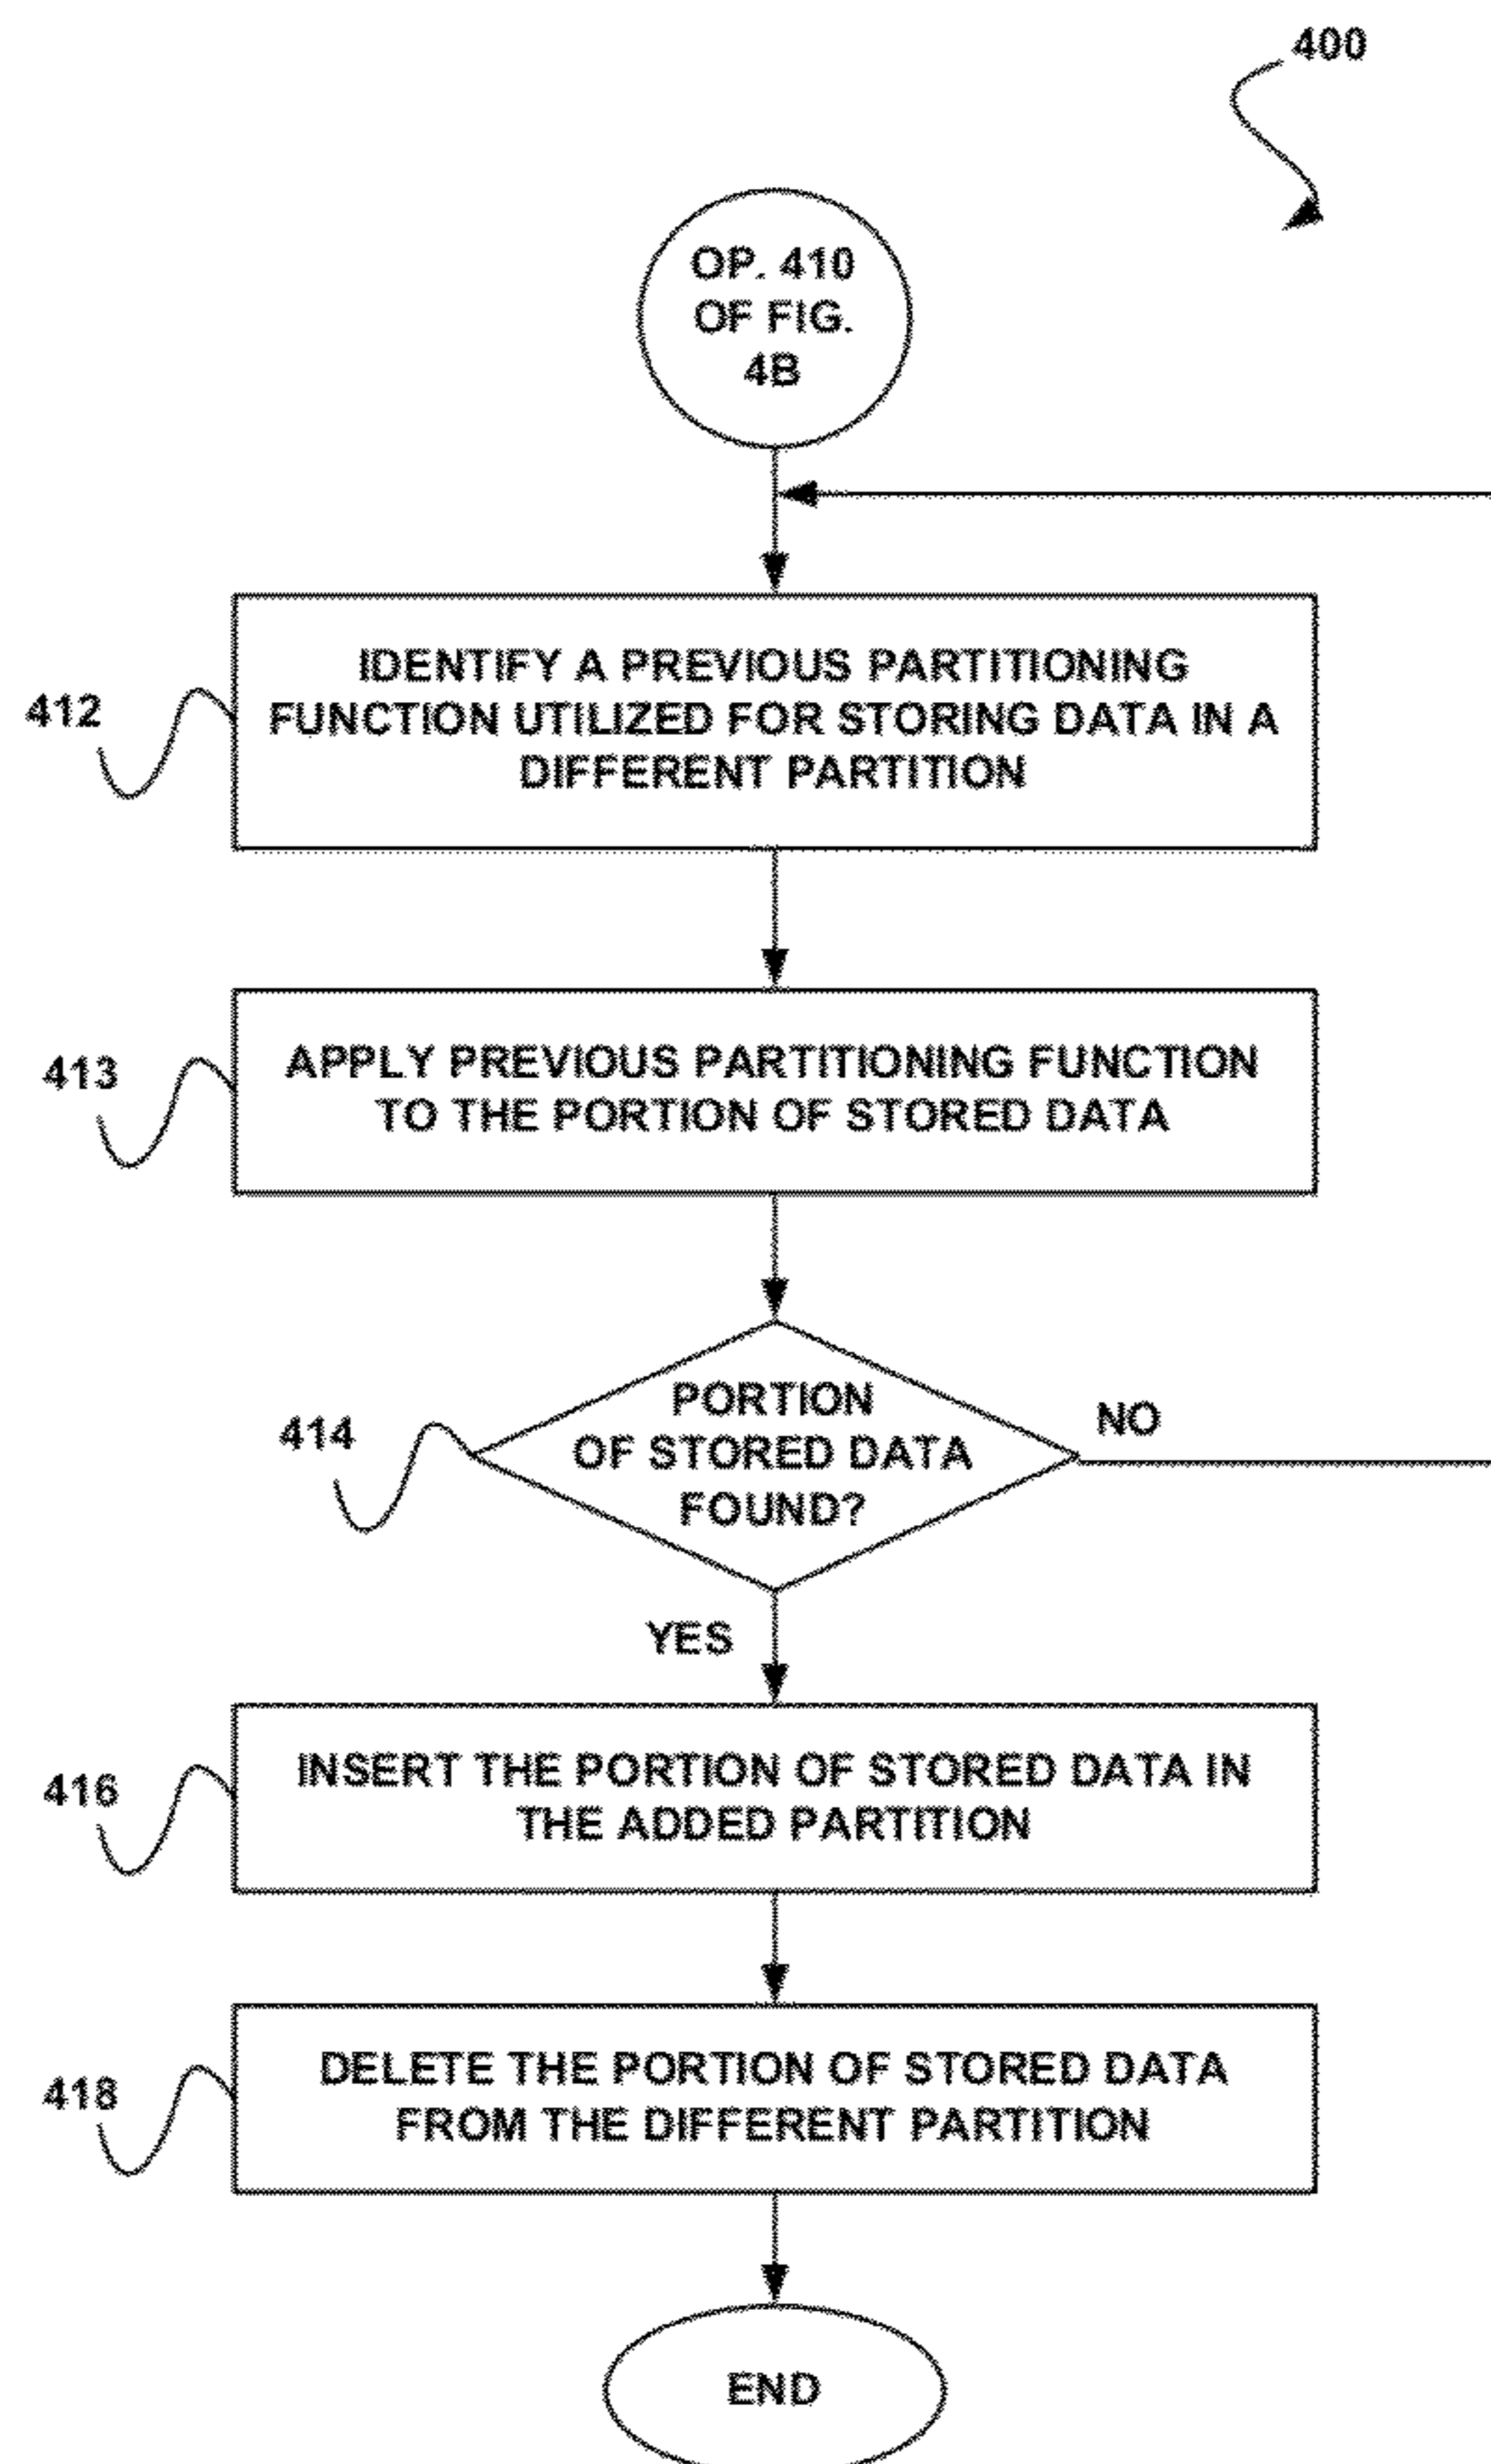 400
OP. 410
OF FIG.
4B
IDENTIFY A PREVIOUS PARTITIONING
FUNCTION UTILIZED FOR STORING DATA IN A
DIFFERENT PARTITION
412
APPLY PREVIOUS PARTITIONING FUNCTION
TO THE PORTION OF STORED DATA
413
PORTION
OF STORED DATA
FOUND?
414
NO
YES
INSERT THE PORTION OF STORED DATA IN
THE ADDED PARTITION
416
DELETE THE PORTION OF STORED DATA
FROM THE DIFFERENT PARTITION
418
END